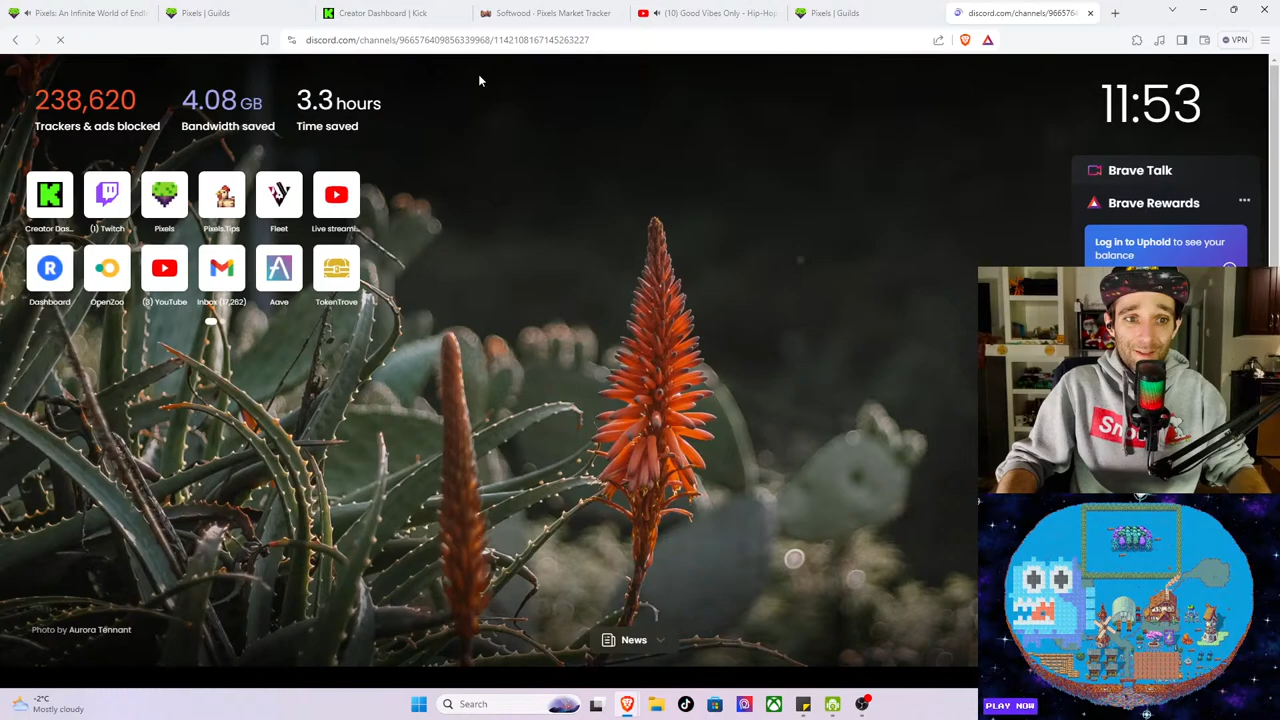 Pixels: An Infinite World of Endl
Pixels | Guilds
Creator Dashboard | Kick
Softwood - Pixels Market Tracker
(10) Good Vibes Only - Hip-Hop
Pixels | Guilds
discord.com/channels/9665764
discord.com/channels/966576409856339968/1142108167145263227
VPN
238,620
Trackers & ads blocked
4.08 GB
Bandwidth saved
3.3 hours
Time saved
11:53
Brave Talk
Brave Rewards
Log in to Uphold to see your
balance
Creator Das...
(1) Twitch
Pixels
Pixels.Tips
Fleet
Live streami...
Dashboard
OpenZoo
(3) YouTube
Inbox (17,262)
Aave
TokenTrove
Photo by Aurora Tennant
News
PLAY NOW
-2°C
Mostly cloudy
Search